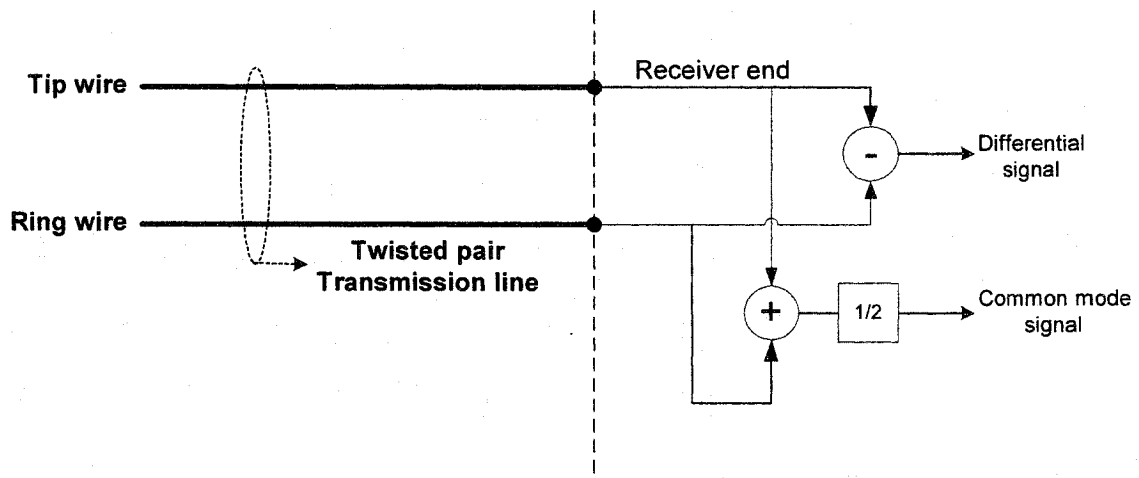 Tip wire
Receiver end
-
Differential
signal
Ring wire
Twisted pair
Transmission line
+
1/2
Common mode
signal